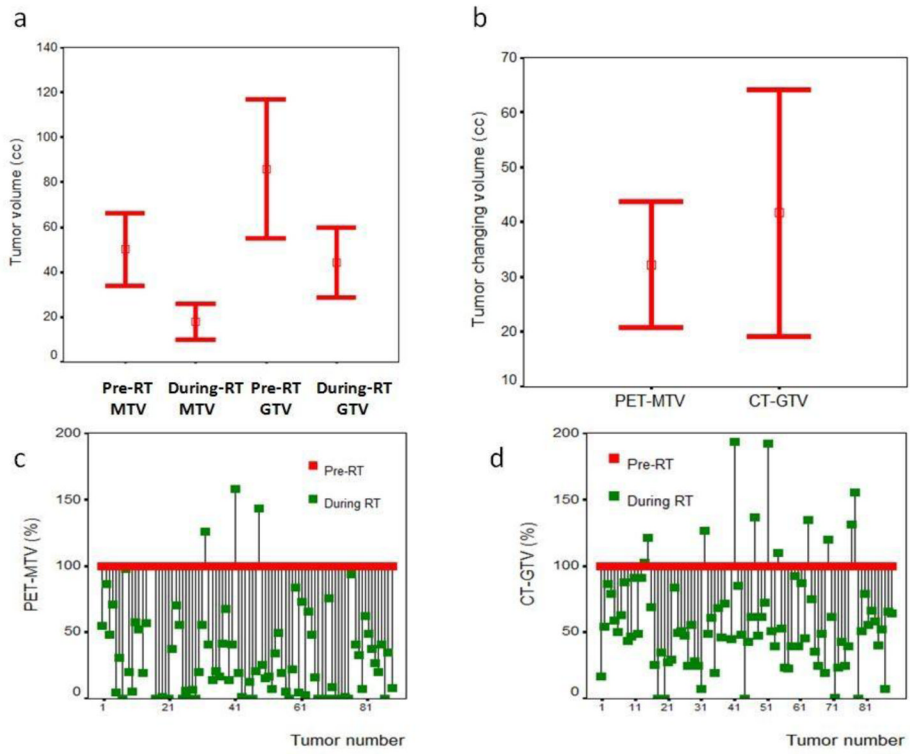 a
140
120
100
80
60
40
20
0
Tumor volume (cc)
Pre-RT During-RT Pre-RT During-RT
MTV MTV GTV GTV
b
70
60
50
40
30
20
10
Tumor changing volume (cc)
PET-MTV CT-GTV
c
200
150
100
50
0
PET-MTV (%)
Pre-RT
During RT
1 21 41 61 81
Tumor number
d
200
150
100
50
0
CT-GTV (%)
Pre-RT
During RT
1 11 21 31 41 51 61 71 81
Tumor number